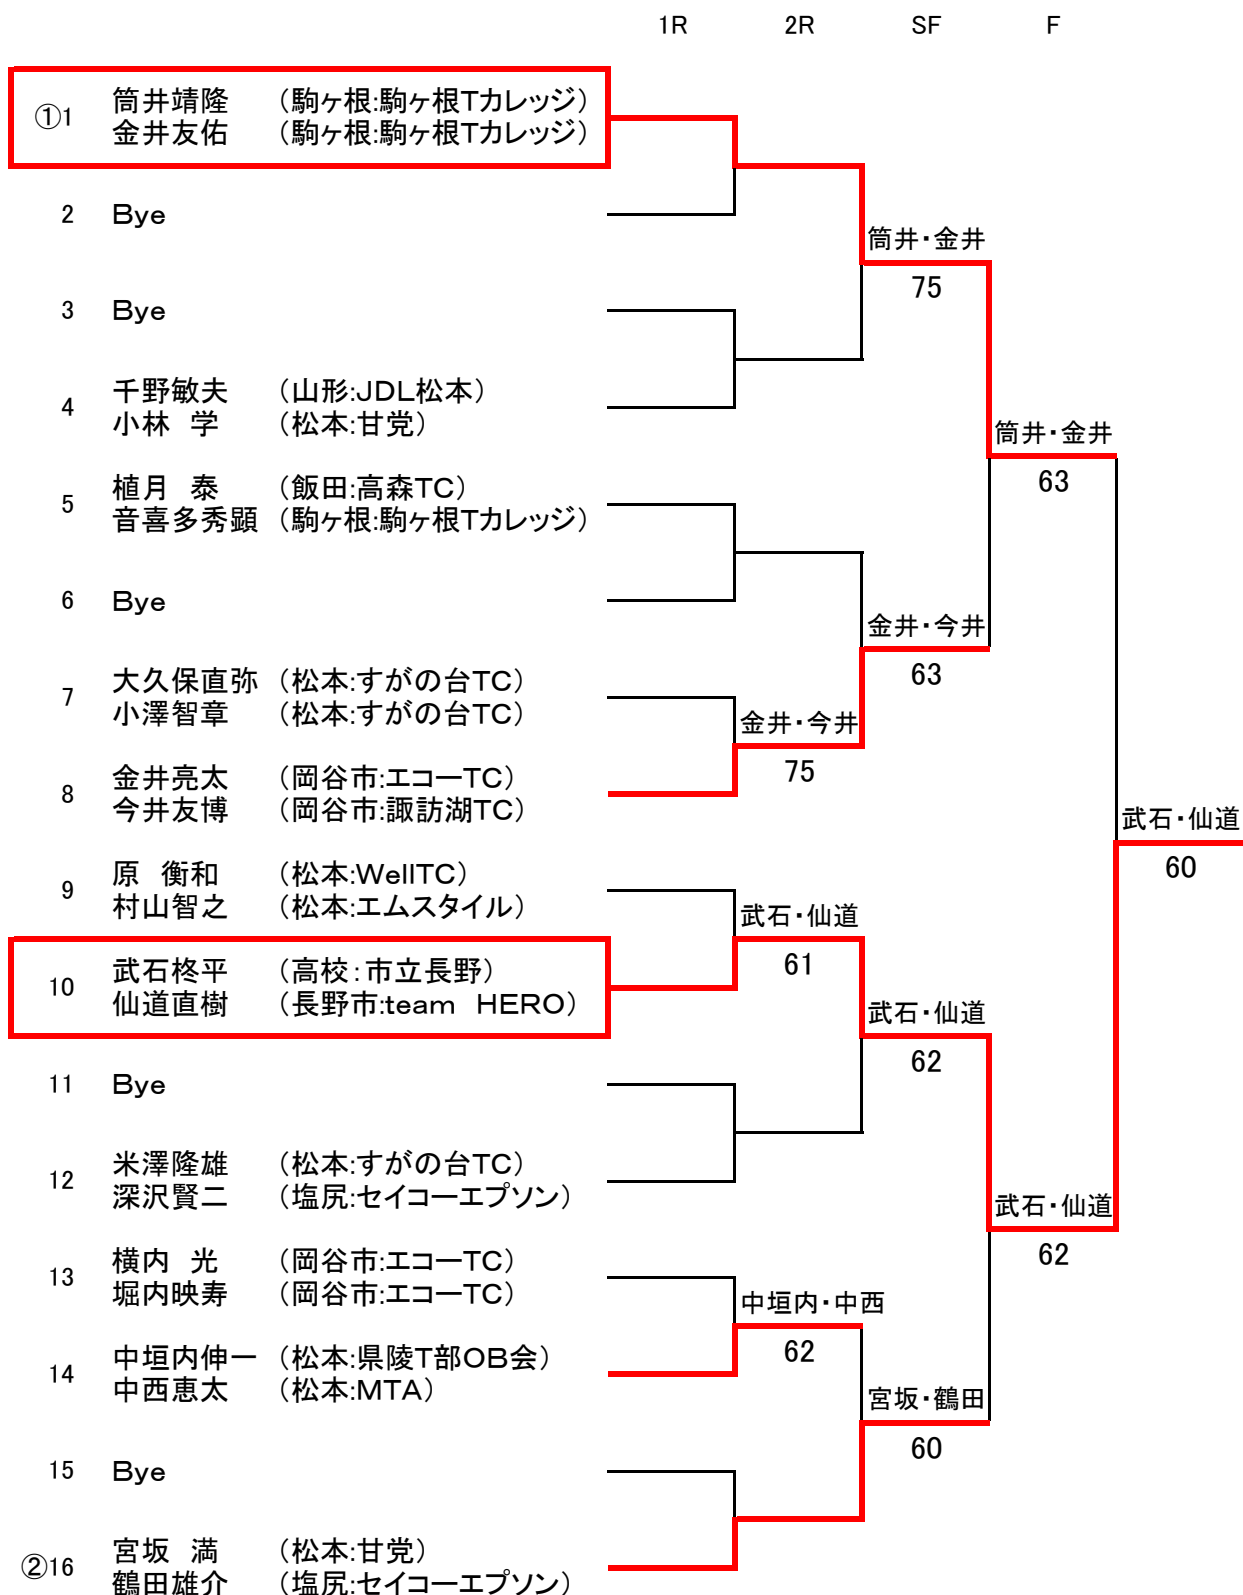 1R 2R SF F
①1 筒井靖隆 (駒ヶ根:駒ヶ根Tカレッジ)
金井友佑 (駒ヶ根:駒ヶ根Tカレッジ)
2 Bye
筒井・金井
75
3 Bye
4 千野敏夫 (山形:JDL松本)
小林 学 (松本:甘党)
筒井・金井
63
5 植月 泰 (飯田:高森TC)
音喜多秀顕 (駒ヶ根:駒ヶ根Tカレッジ)
6 Bye
金井・今井
63
7 大久保直弥 (松本:すがの台TC)
小澤智章 (松本:すがの台TC)
金井・今井
75
8 金井亮太 (岡谷市:エコーTC)
今井友博 (岡谷市:諏訪湖TC)
武石・仙道
60
9 原 衡和 (松本:WellTC)
村山智之 (松本:エムスタイル)
武石・仙道
61
10 武石柊平 (高校:市立長野)
仙道直樹 (長野市:team HERO)
武石・仙道
62
11 Bye
12 米澤隆雄 (松本:すがの台TC)
深沢賢二 (塩尻:セイコーエプソン)
武石・仙道
62
13 横内 光 (岡谷市:エコーTC)
堀内映寿 (岡谷市:エコーTC)
中垣内・中西
62
14 中垣内伸一 (松本:県陵T部OB会)
中西恵太 (松本:MTA)
宮坂・鶴田
60
15 Bye
②16 宮坂 満 (松本:甘党)
鶴田雄介 (塩尻:セイコーエプソン)